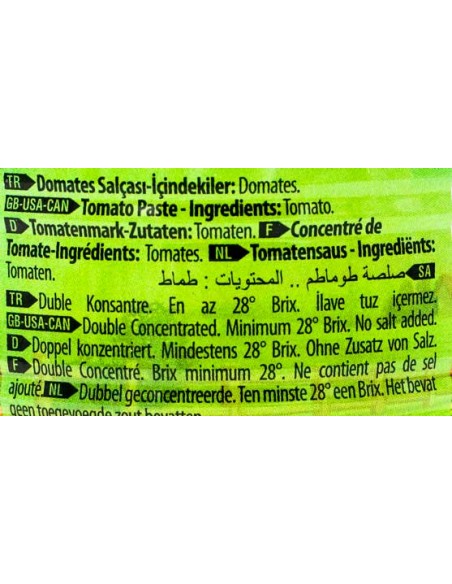 TR Domates Salçası-İçindekiler: Domates.
GB-USA-CAN Tomato Paste - Ingredients: Tomato.
D Tomatenmark-Zutaten: Tomaten. F Concentré de
Tomate-Ingrédients: Tomates. NL Tomatensaus - Ingrediënts:
Tomaten. صلصة طوماطم .. المحتويات : طماط SA
TR Duble Konsantre. En az 28° Brix. İlave tuz içermez.
GB-USA-CAN Double Concentrated. Minimum 28° Brix. No salt added.
D Doppel konzentriert. Mindestens 28° Brix. Ohne Zusatz von Salz.
F Double Concentré. Brix minimum 28°. Ne contient pas de sel
ajouté. NL Dubbel geconcentreerde. Ten minste 28° een Brix. Het bevat
geen toegevoegde zout bevatten.